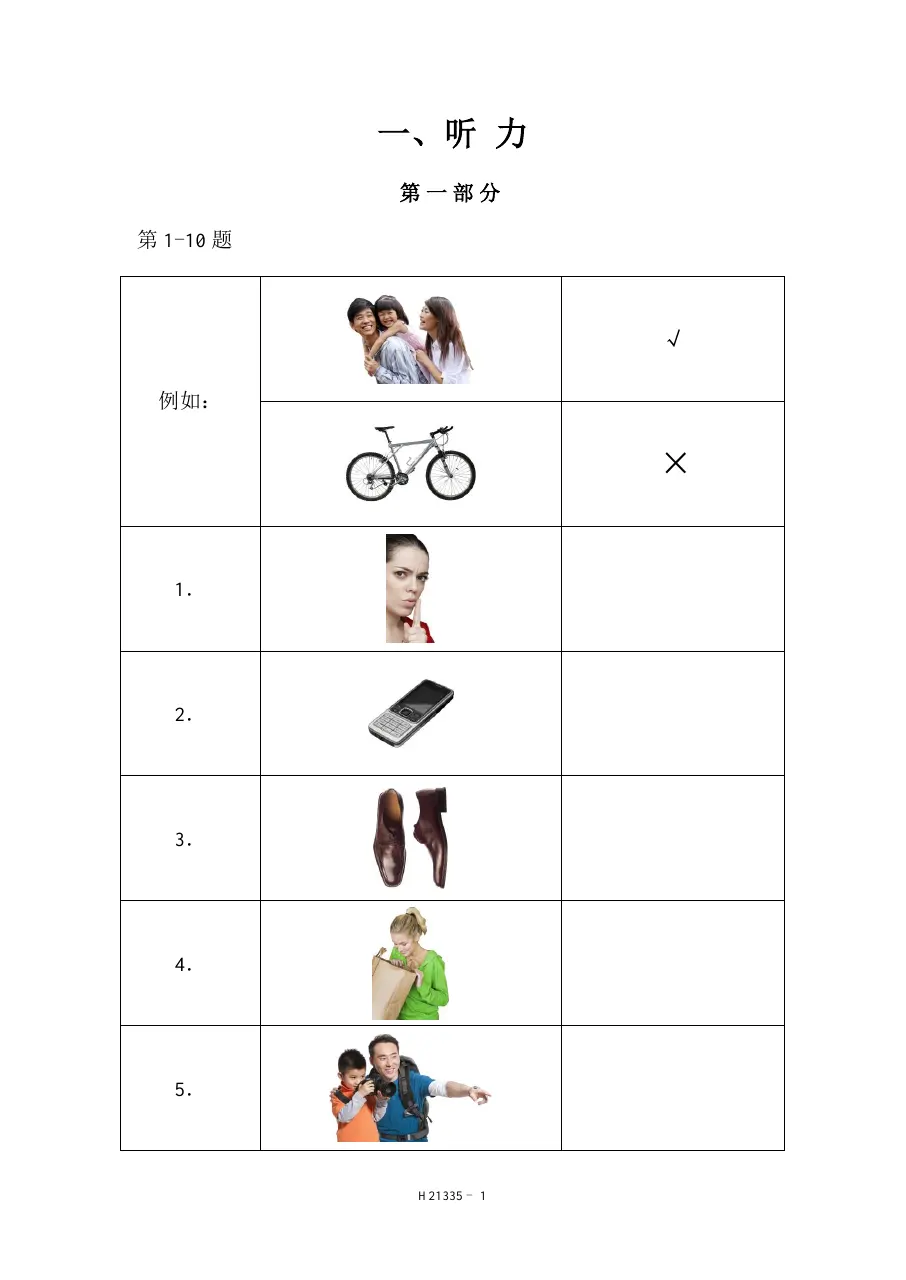 一、听 力
第一部分
第 1-10 题
例如：
√
×
1.
2.
3.
4.
5.
H21335 - 1